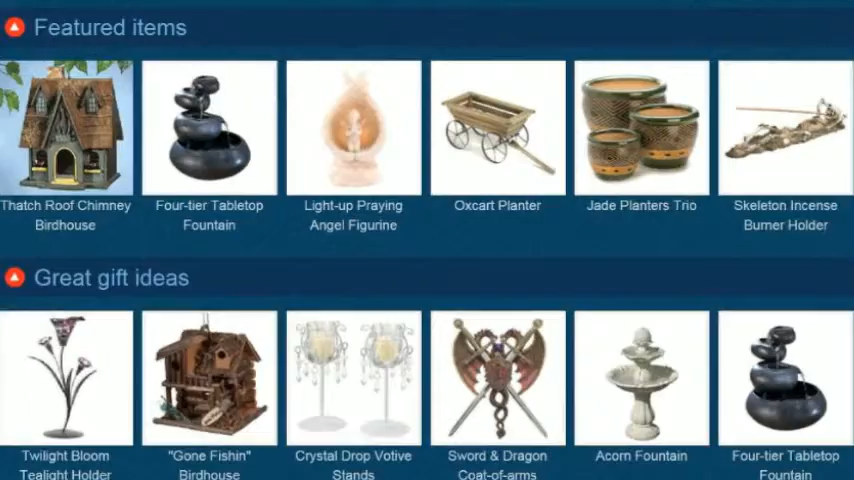 Featured items
Thatch Roof Chimney Birdhouse
Four-tier Tabletop Fountain
Light-up Praying Angel Figurine
Oxcart Planter
Jade Planters Trio
Skeleton Incense Burner Holder
Great gift ideas
Twilight Bloom Tealight Holder
"Gone Fishin" Birdhouse
Crystal Drop Votive Stands
Sword & Dragon Coat-of-arms
Acorn Fountain
Four-tier Tabletop Fountain